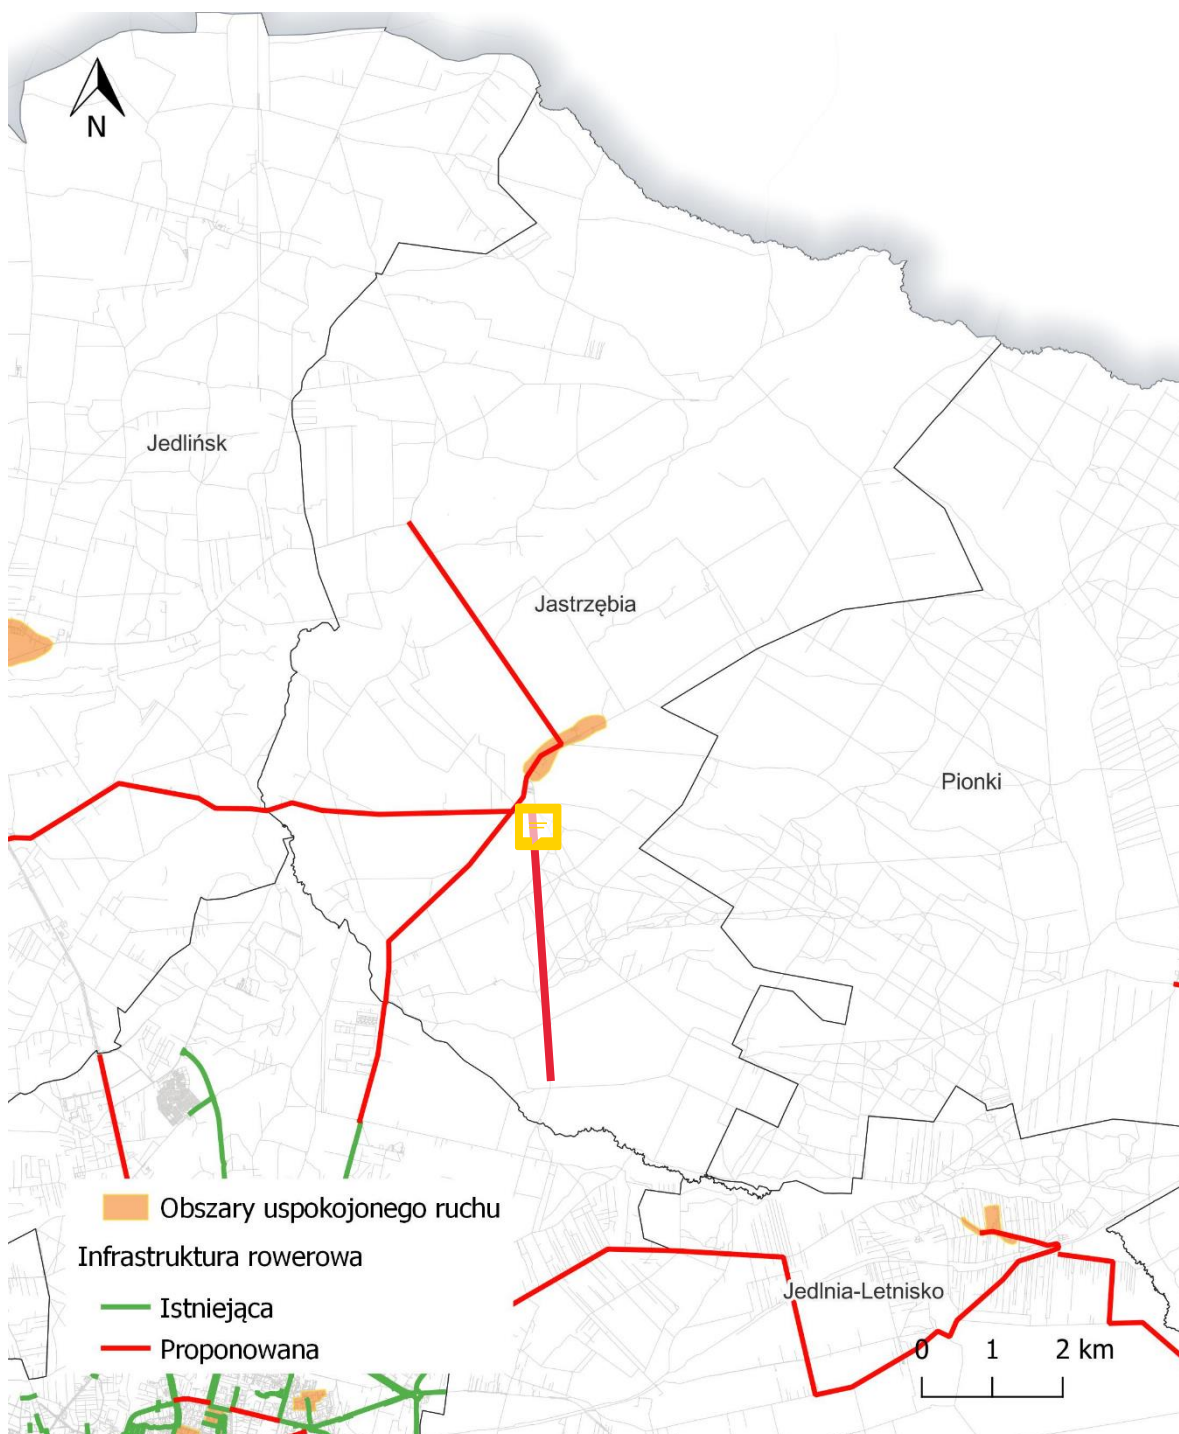 N
Jedlińsk
Jastrzębia
Pionki
Obszary uspokojonego ruchu
Infrastruktura rowerowa
Istniejąca
Proponowana
Jedlnia-Letnisko
0 1 2 km